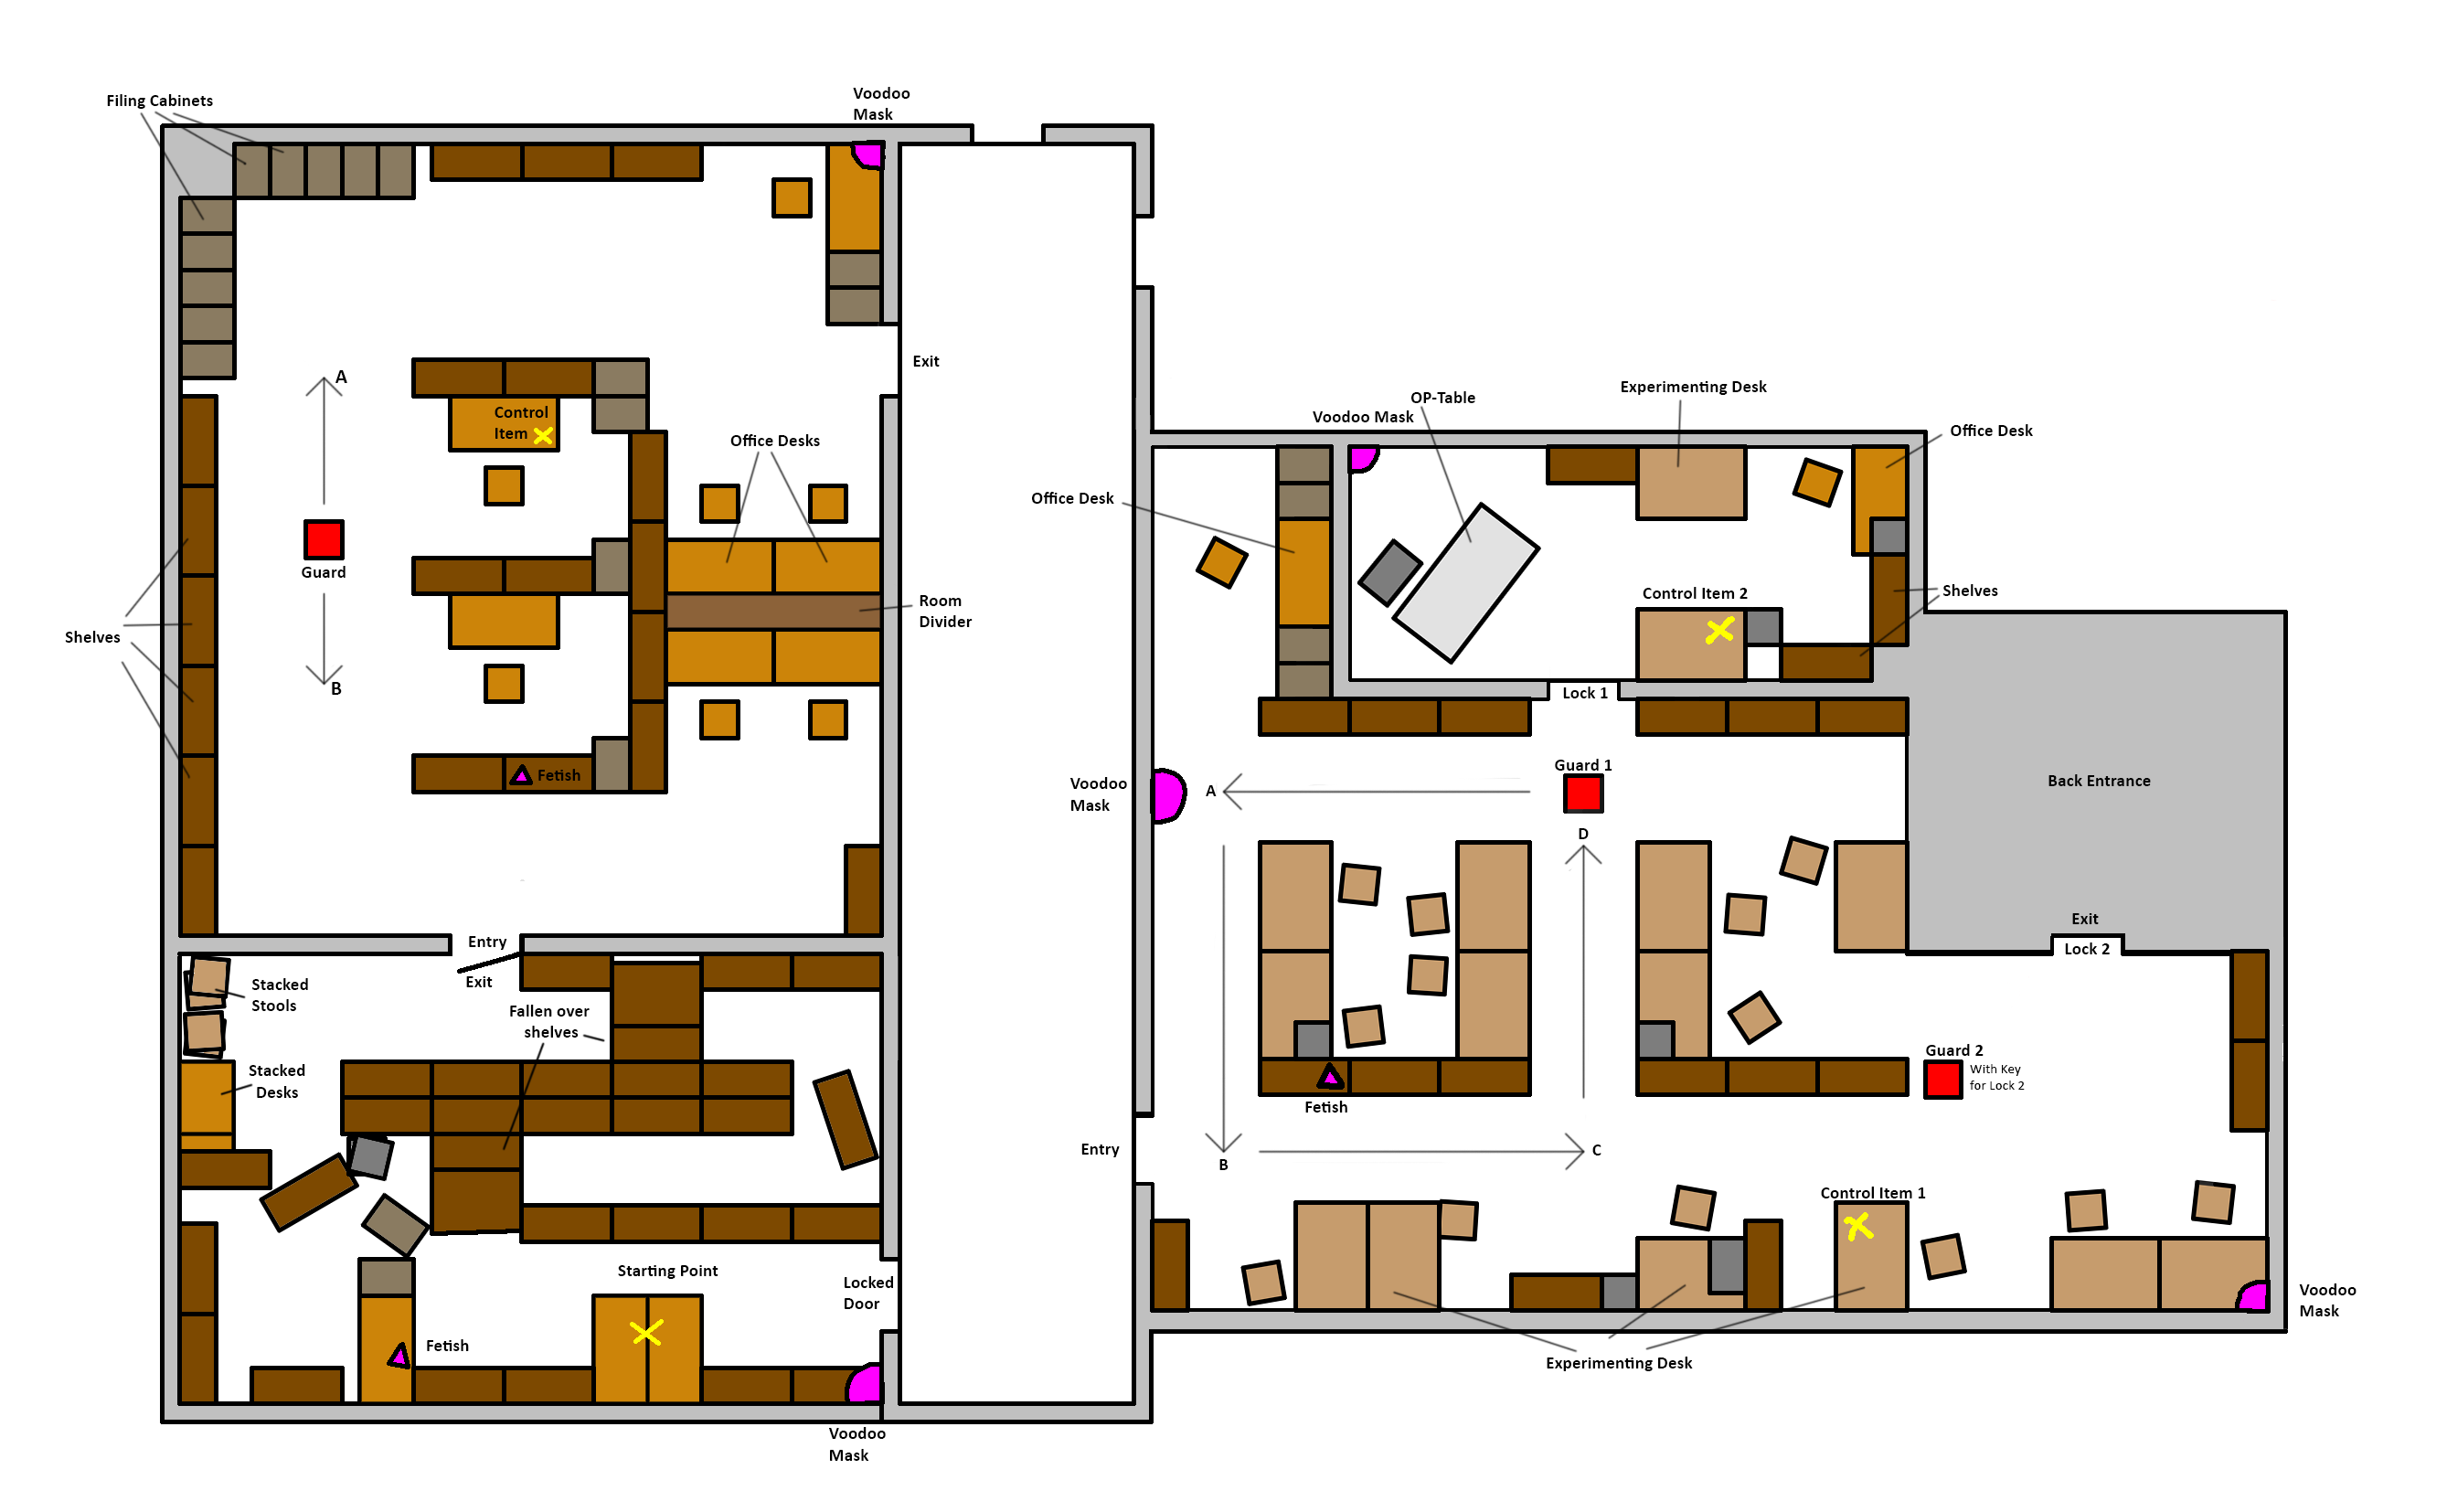 Filing Cabinets
Voodoo
Mask
A
Exit
Control
Item
Office Desks
Guard
Room
Divider
Shelves
B
Fetish
Entry
Exit
Stacked
Stools
Fallen over
shelves
Stacked
Desks
Starting Point
Locked
Door
Fetish
Voodoo
Mask
Experimenting Desk
OP-Table
Voodoo Mask
Office Desk
Office Desk
Control Item 2
Shelves
Lock 1
Guard 1
Voodoo
Mask
A
Back Entrance
D
Exit
Lock 2
Guard 2
With Key
for Lock 2
Fetish
Entry
B
C
Control Item 1
Voodoo
Mask
Experimenting Desk